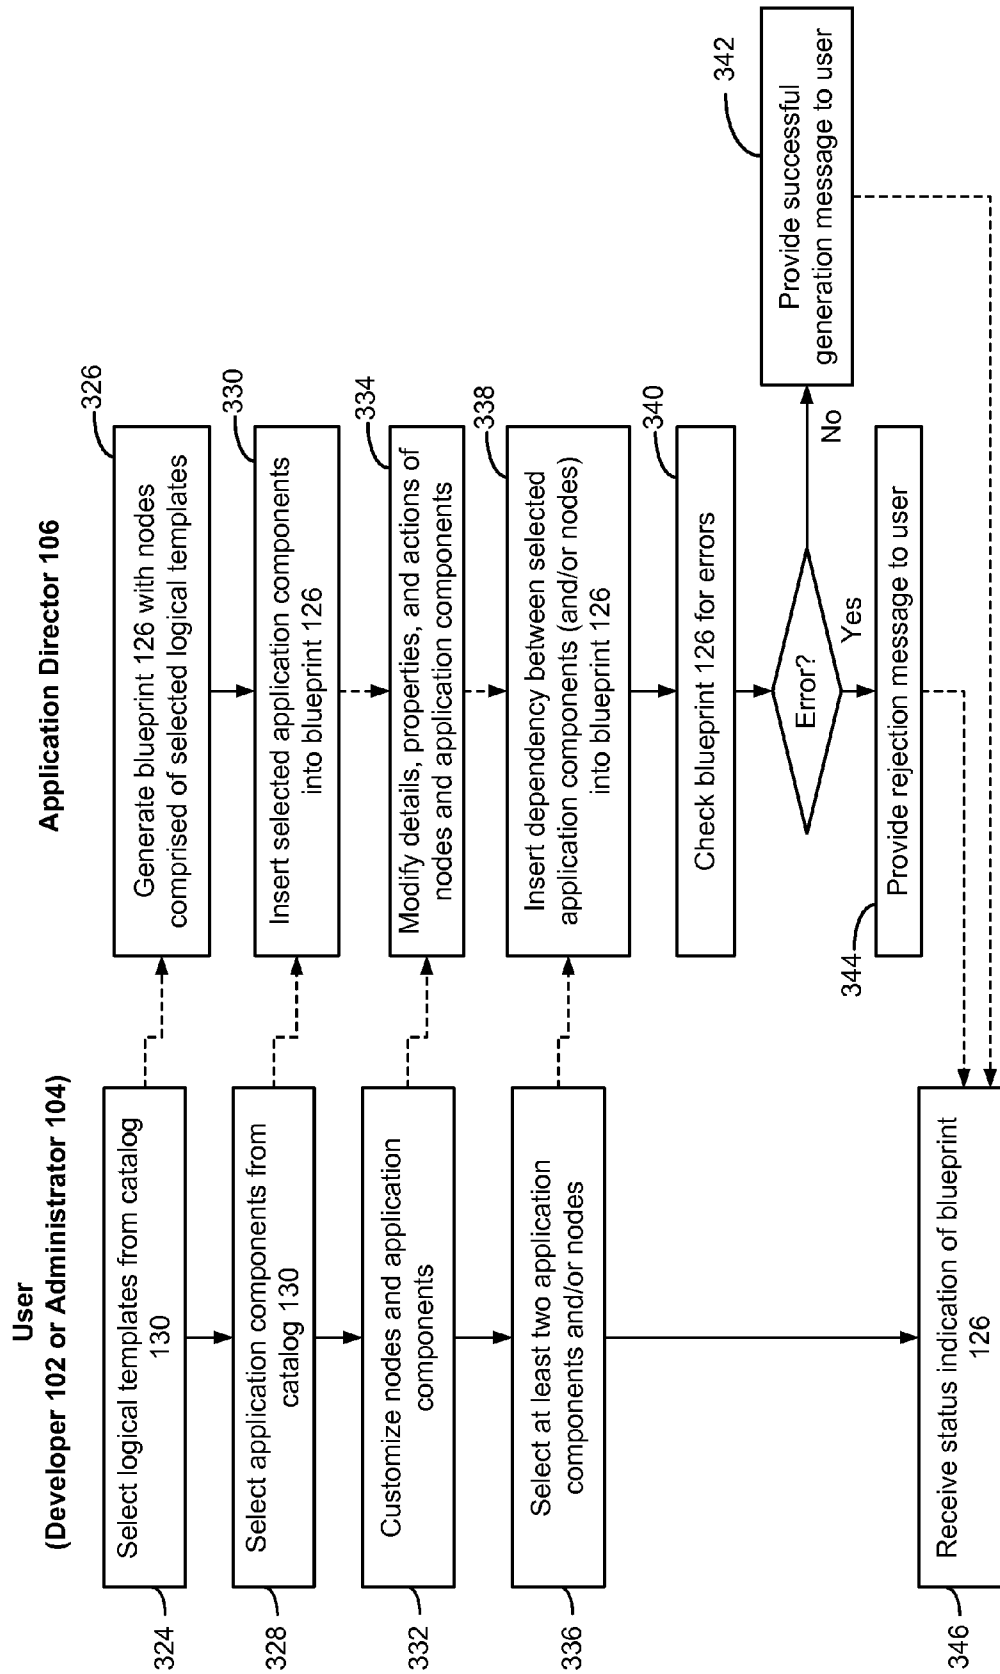 User
(Developer 102 or Administrator 104)
Application Director 106
324
Select logical templates from catalog
130
326
Generate blueprint 126 with nodes
comprised of selected logical templates
328
Select application components from
catalog 130
330
Insert selected application components
into blueprint 126
332
Customize nodes and application
components
334
Modify details, properties, and actions of
nodes and application components
336
Select at least two application
components and/or nodes
338
Insert dependency between selected
application components (and/or nodes)
into blueprint 126
340
Check blueprint 126 for errors
Error?
No
Yes
342
Provide successful
generation message to user
344
Provide rejection message to user
346
Receive status indication of blueprint
126